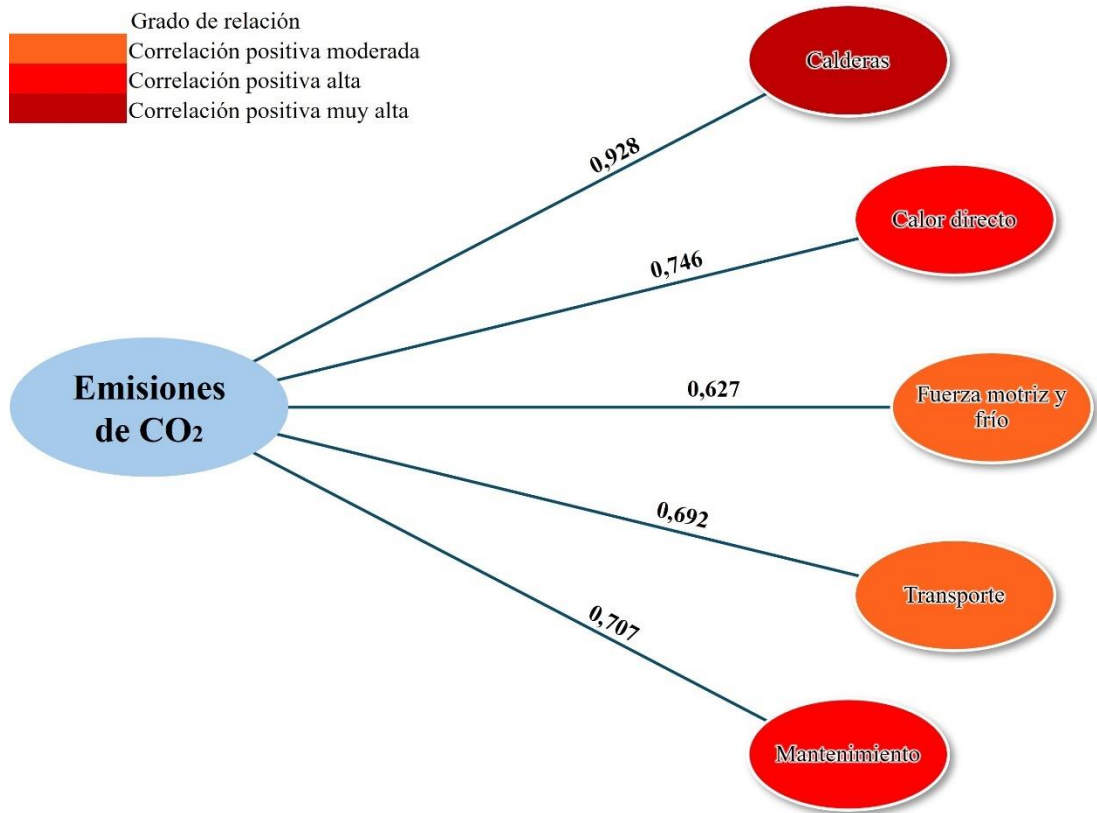 Grado de relación
Correlación positiva moderada
Correlación positiva alta
Correlación positiva muy alta
Calderas
0,928
Calor directo
0,746
Emisiones
de CO₂
0,627
Fuerza motriz y
frío
0,692
Transporte
0,707
Mantenimiento